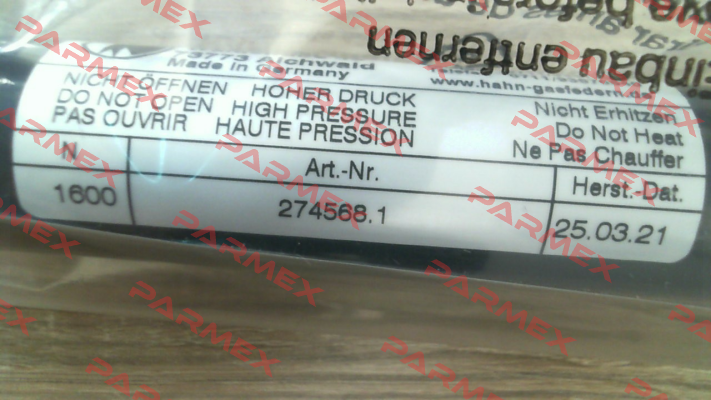 einbau entfernen
73773 Aichwald
Made in Germany
www.hahn-gasfedern.de
NICHT ÖFFNEN HOHER DRUCK Nicht Erhitzen
DO NOT OPEN HIGH PRESSURE Do Not Heat
PAS OUVRIR HAUTE PRESSION Ne Pas Chauffer
N Art.-Nr. Herst.-Dat.
1600 274568.1 25.03.21
PARMEX